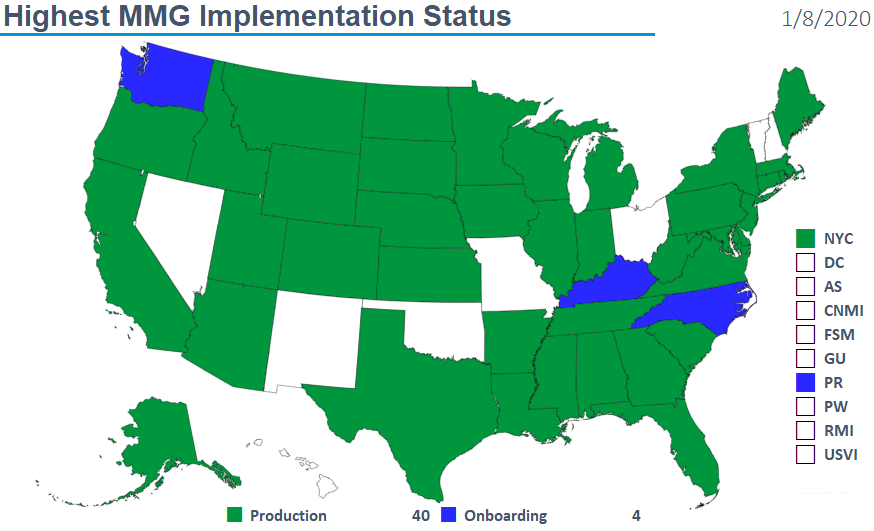 Highest MMG Implementation Status
1/8/2020
NYC
DC
AS
CNMI
FSM
GU
PR
PW
RMI
USVI
Production 40 Onboarding 4